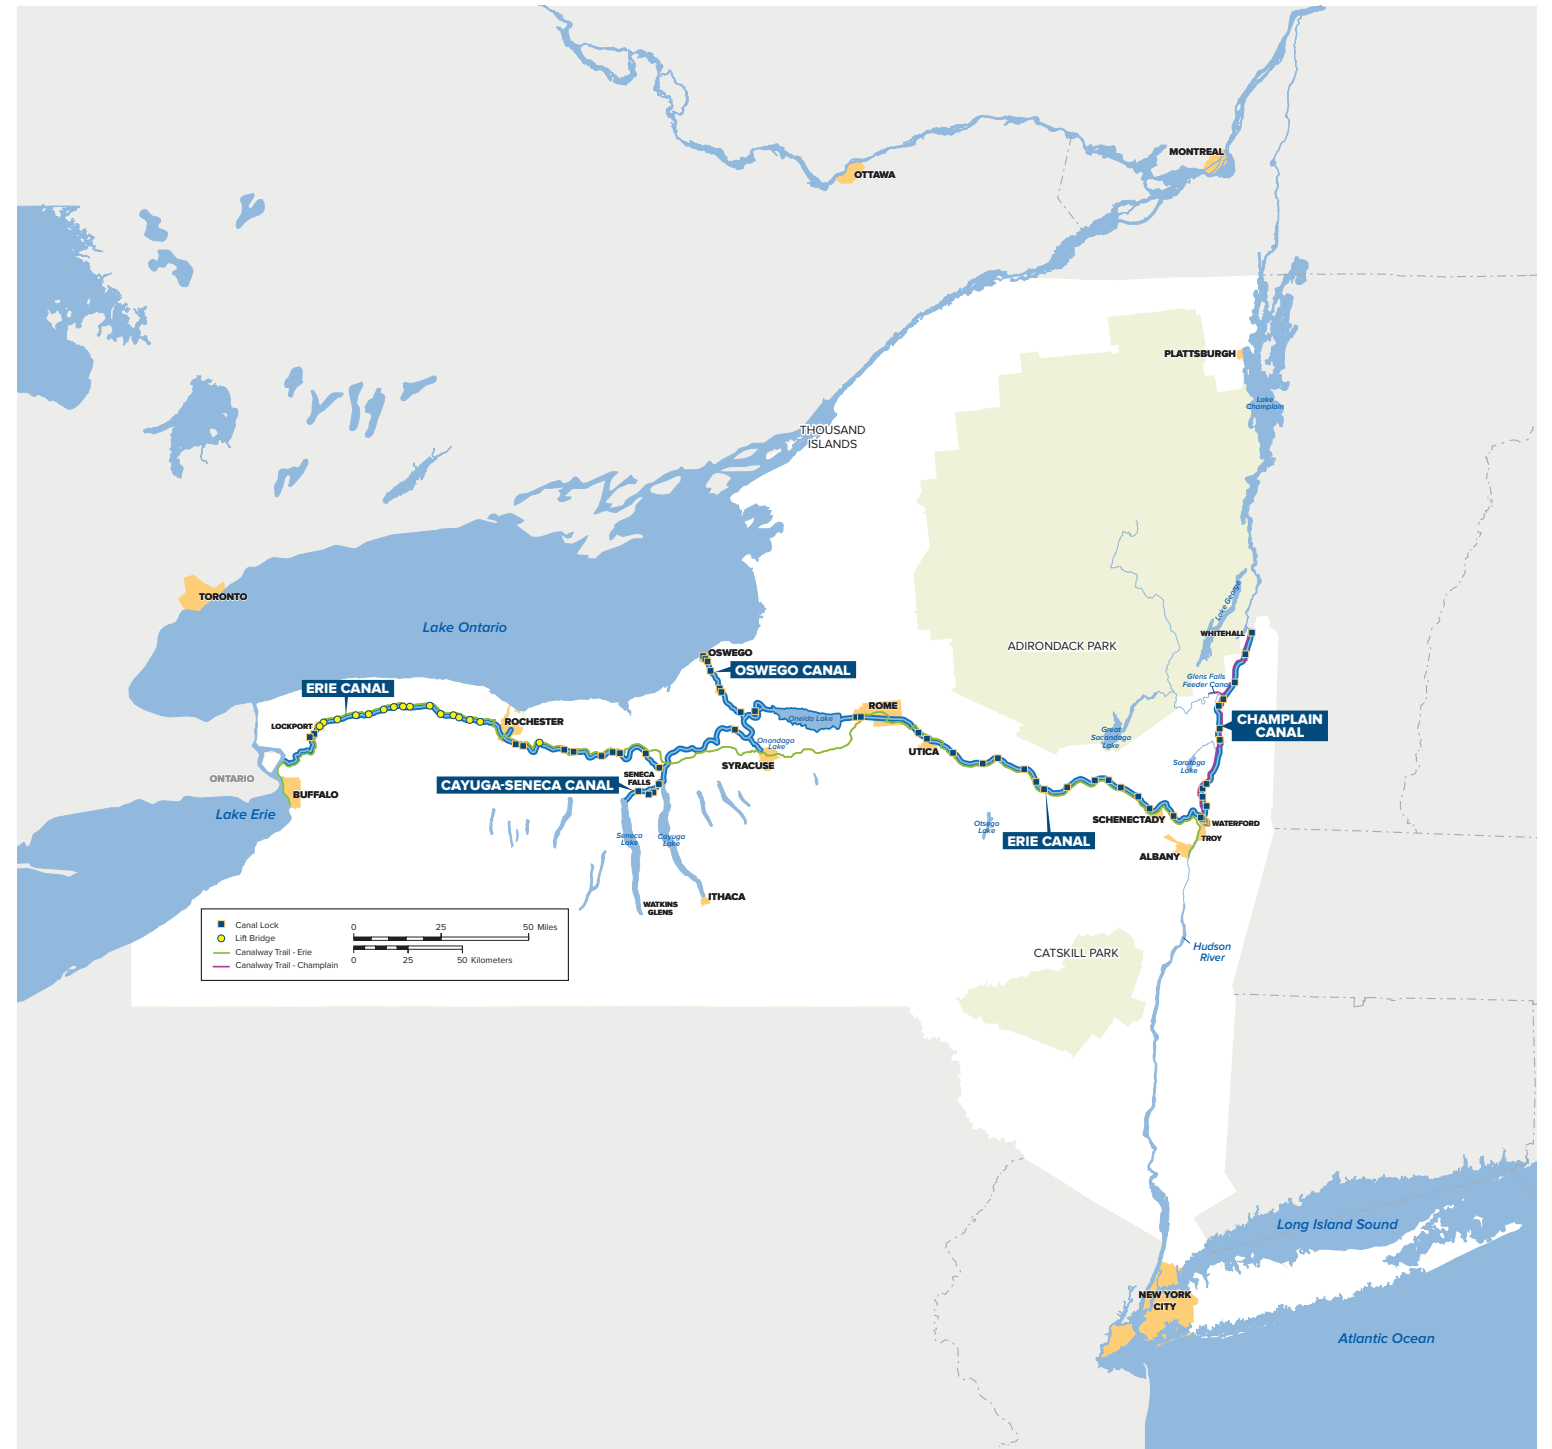 MONTREAL
OTTAWA
PLATTSBURGH
Lake
Champlain
THOUSAND
ISLANDS
TORONTO
Lake Ontario
Lake George
WHITEHALL
ADIRONDACK PARK
OSWEGO
OSWEGO CANAL
Glens Falls
Feeder Canal
ERIE CANAL
ROME
LOCKPORT
ROCHESTER
Oneida Lake
CHAMPLAIN
CANAL
Great
Sacandaga
Lake
Onondaga
Lake
UTICA
SYRACUSE
Saratoga
Lake
ONTARIO
SENECA
FALLS
CAYUGA-SENECA CANAL
BUFFALO
Lake Erie
SCHENECTADY
WATERFORD
Otsego
Lake
TROY
Seneca
Lake
Cayuga
Lake
ERIE CANAL
ALBANY
ITHACA
WATKINS
GLENS
Canal Lock
Lift Bridge
Canalway Trail - Erie
Canalway Trail - Champlain
0 25 50 Miles
0 25 50 Kilometers
Hudson
River
CATSKILL PARK
Long Island Sound
NEW YORK
CITY
Atlantic Ocean